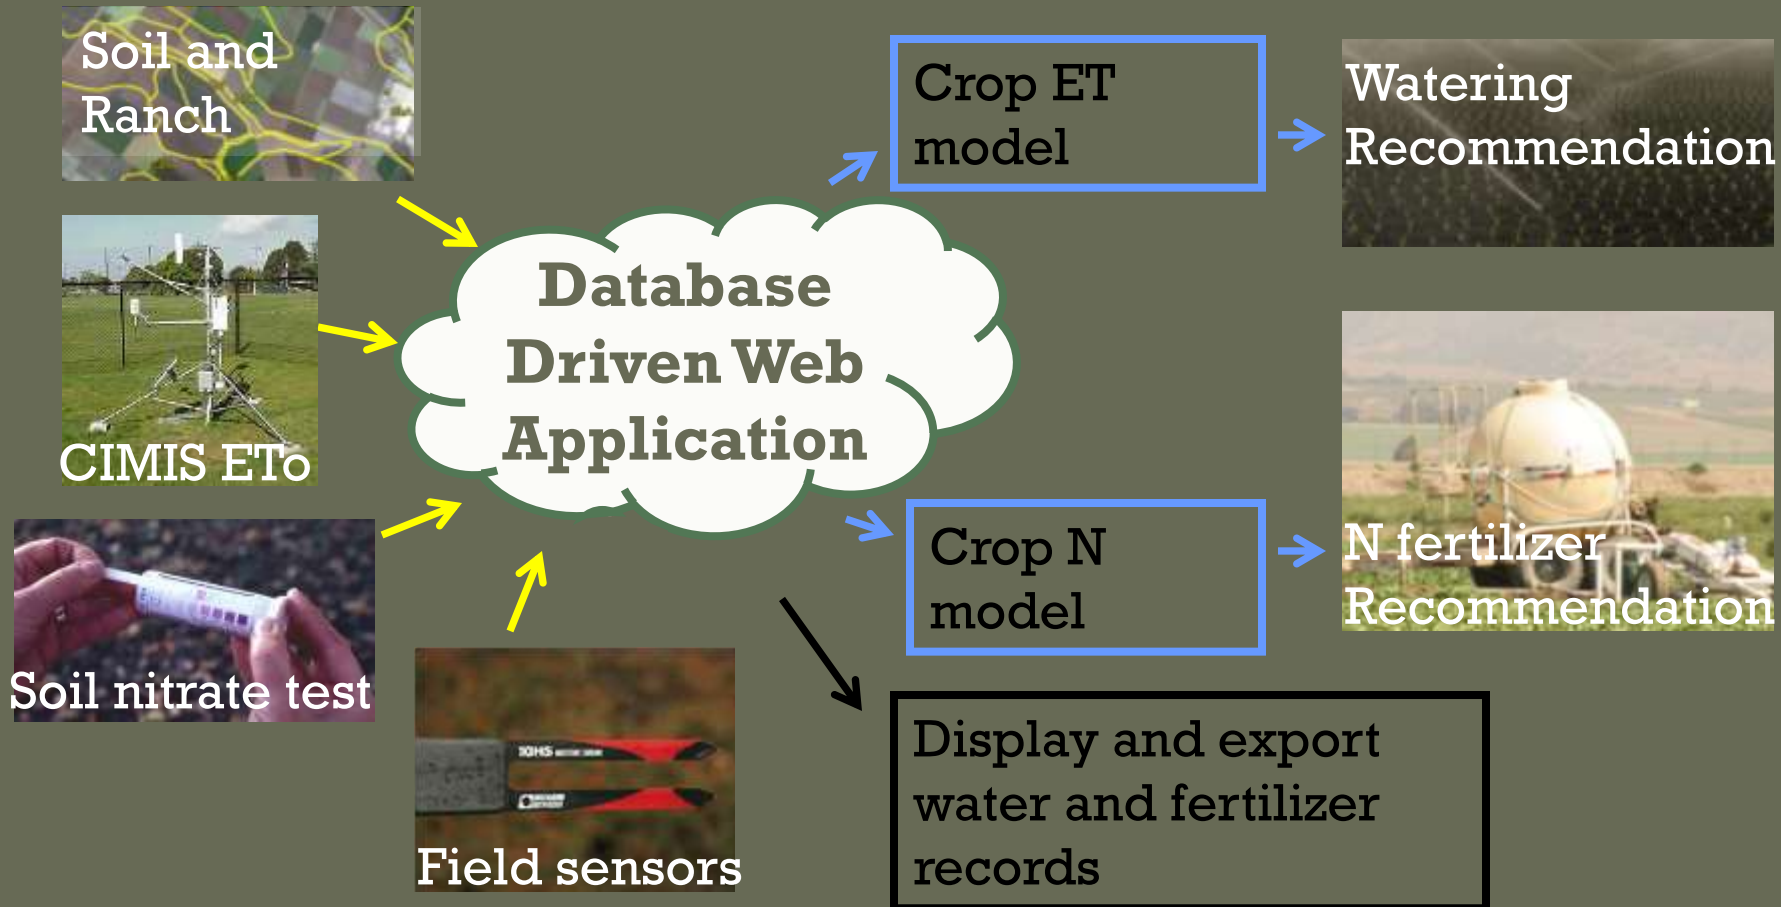 Soil and
Ranch
CIMIS ETo
Soil nitrate test
Field sensors
Database
Driven Web
Application
Crop ET
model
Watering
Recommendation
Crop N
model
N fertilizer
Recommendation
Display and export
water and fertilizer
records